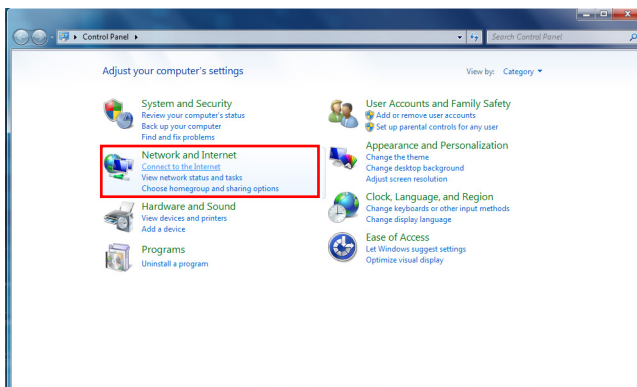 Control Panel
Search Control Panel
Adjust your computer's settings
View by: Category
System and Security
Review your computer's status
Back up your computer
Find and fix problems
Network and Internet
Connect to the Internet
View network status and tasks
Choose homegroup and sharing options
Hardware and Sound
View devices and printers
Add a device
Programs
Uninstall a program
User Accounts and Family Safety
Add or remove user accounts
Set up parental controls for any user
Appearance and Personalization
Change the theme
Change desktop background
Adjust screen resolution
Clock, Language, and Region
Change keyboards or other input methods
Change display language
Ease of Access
Let Windows suggest settings
Optimize visual display